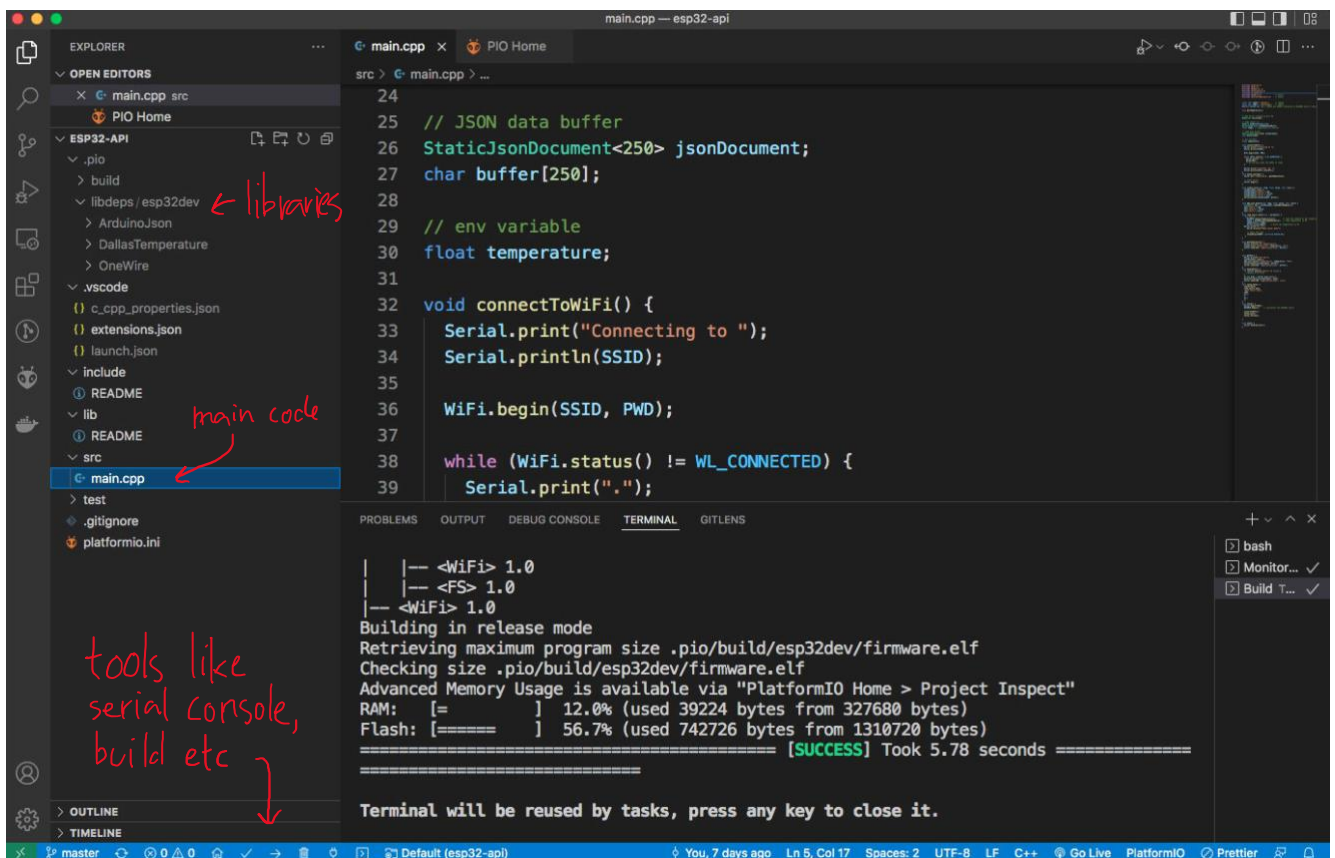 main.cpp — esp32-api
EXPLORER
OPEN EDITORS
main.cpp src
PIO Home
ESP32-API
.pio
build
libdeps/esp32dev
← libraries
ArduinoJson
DallasTemperature
OneWire
.vscode
{} c_cpp_properties.json
{} extensions.json
{} launch.json
include
README
lib
README
main code
src
main.cpp
test
.gitignore
platformio.ini
tools like
serial console,
build etc
OUTLINE
TIMELINE
main.cpp
PIO Home
src > main.cpp > ...
24
25 // JSON data buffer
26 StaticJsonDocument<250> jsonDocument;
27 char buffer[250];
28
29 // env variable
30 float temperature;
31
32 void connectToWiFi() {
33 Serial.print("Connecting to ");
34 Serial.println(SSID);
35
36 WiFi.begin(SSID, PWD);
37
38 while (WiFi.status() != WL_CONNECTED) {
39 Serial.print(".");
PROBLEMS OUTPUT DEBUG CONSOLE TERMINAL GITLENS
| |-- <WiFi> 1.0
| |-- <FS> 1.0
|-- <WiFi> 1.0
Building in release mode
Retrieving maximum program size .pio/build/esp32dev/firmware.elf
Checking size .pio/build/esp32dev/firmware.elf
Advanced Memory Usage is available via "PlatformIO Home > Project Inspect"
RAM: [= ] 12.0% (used 39224 bytes from 327680 bytes)
Flash: [====== ] 56.7% (used 742726 bytes from 1310720 bytes)
=========================================== [SUCCESS] Took 5.78 seconds ==============
=============================
Terminal will be reused by tasks, press any key to close it.
bash
Monitor...
Build T...
master 0 0 Default (esp32-api) You, 7 days ago Ln 5, Col 17 Spaces: 2 UTF-8 LF C++ Go Live PlatformIO Prettier